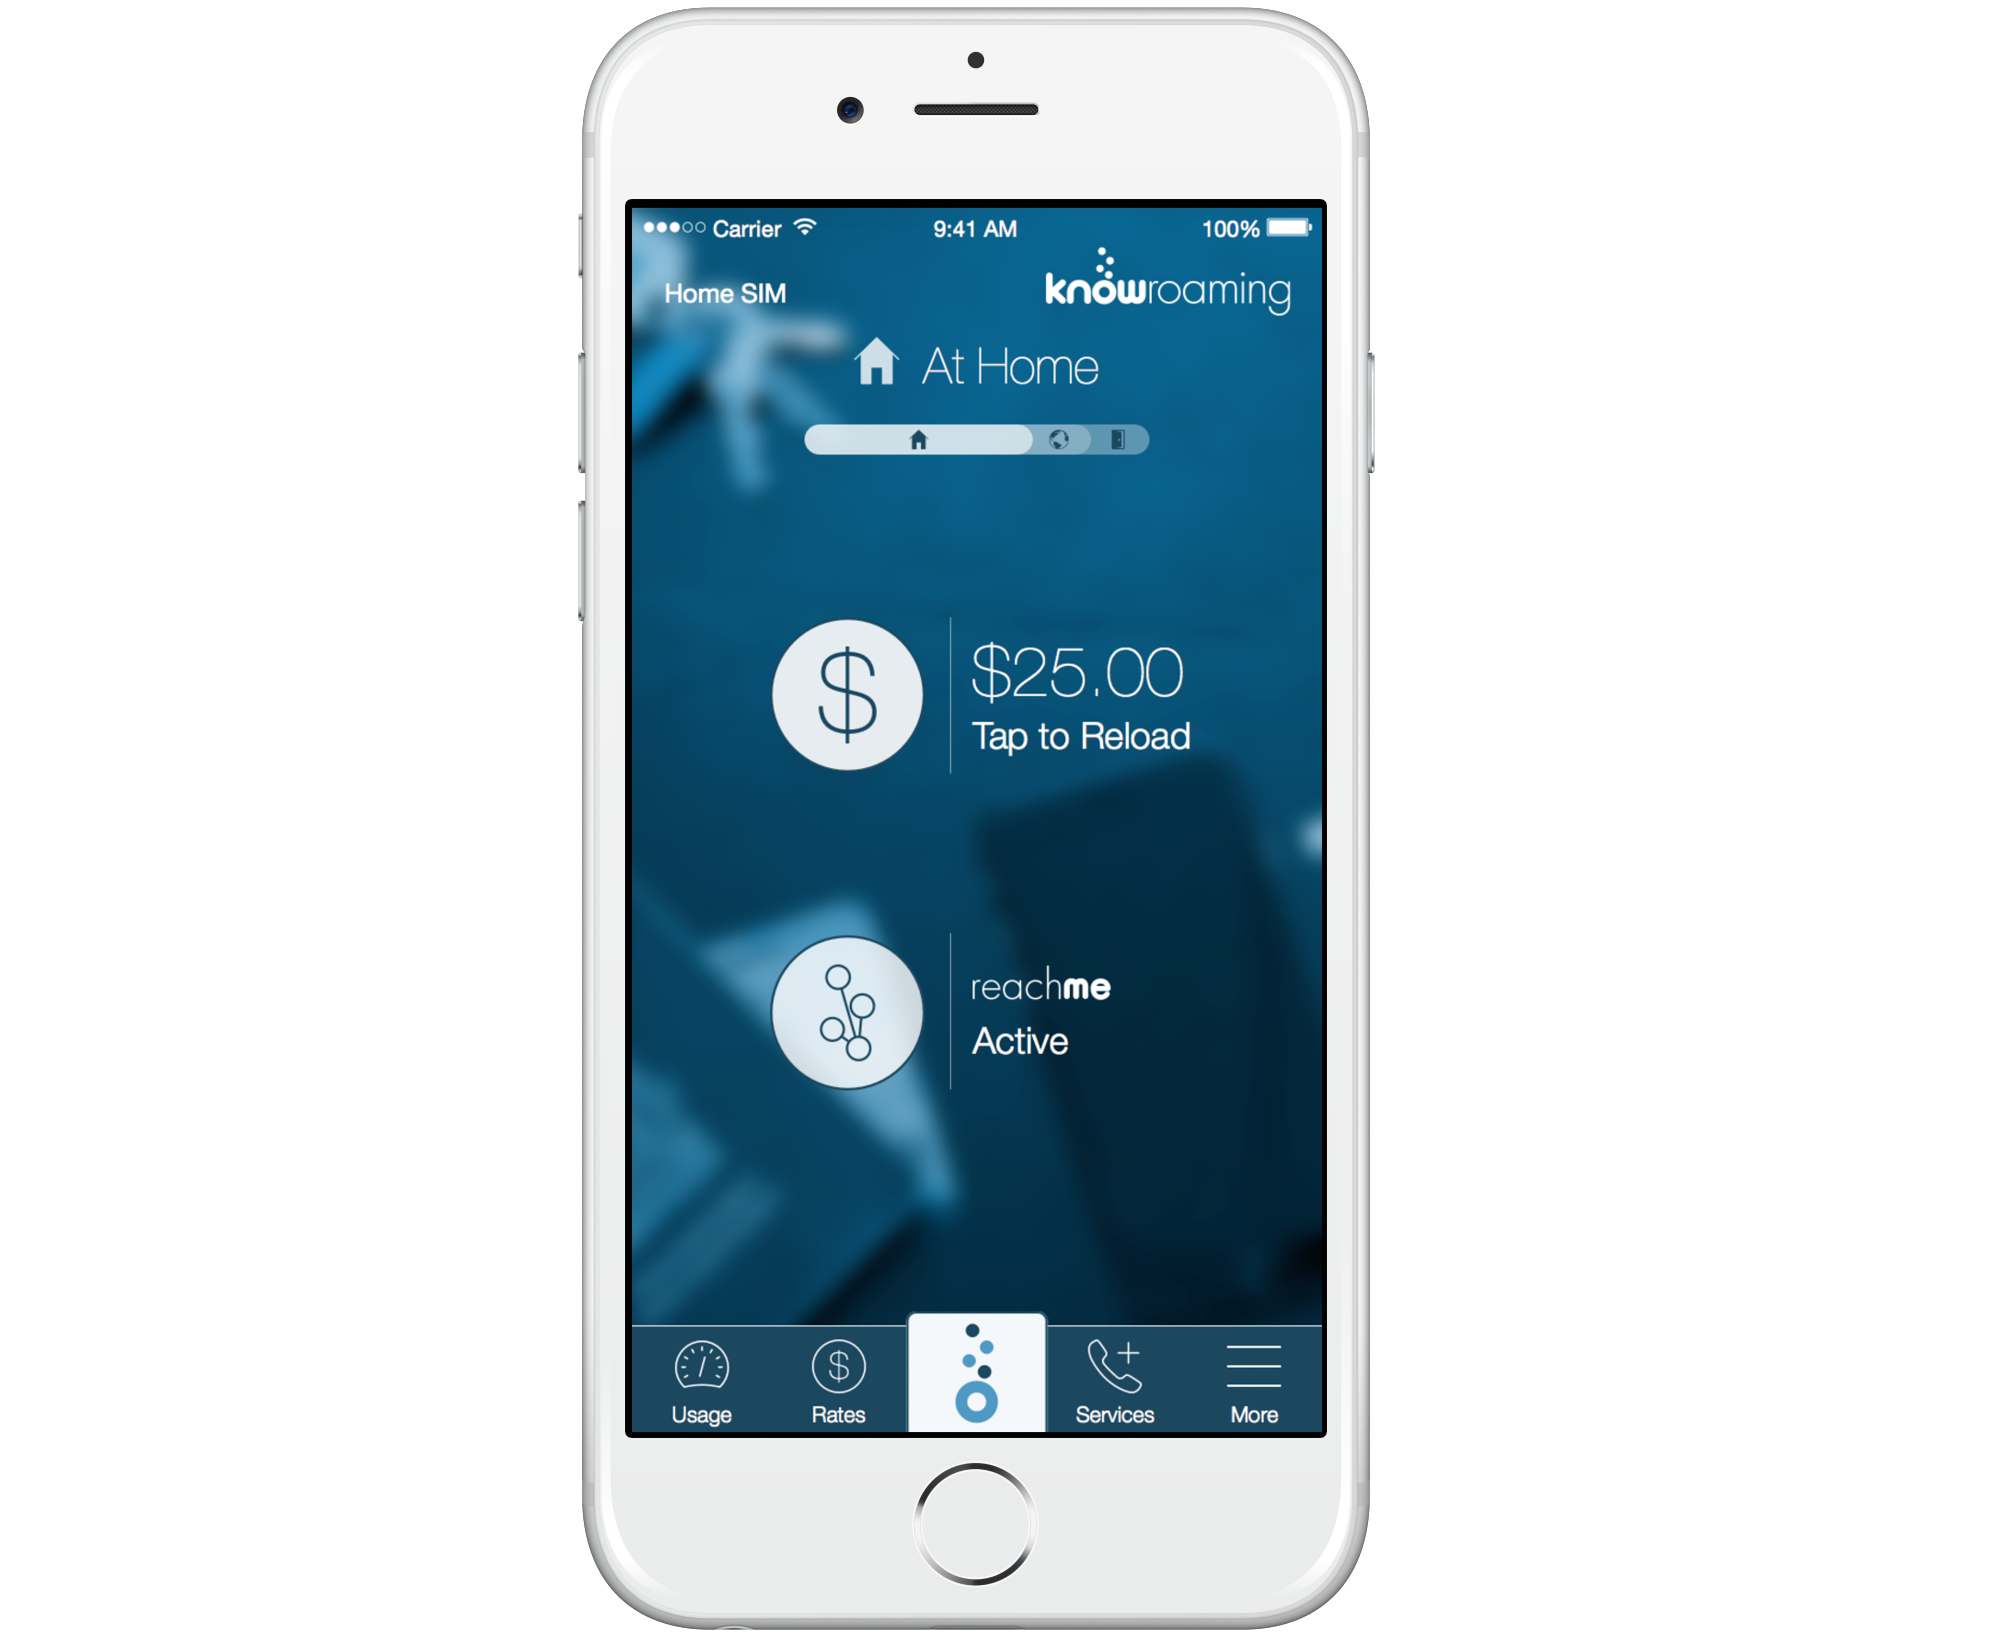 Carrier 9:41 AM 100%
Home SIM knowroaming
At Home
$
$25.00
Tap to Reload
reachme
Active
$
Usage Rates Services More